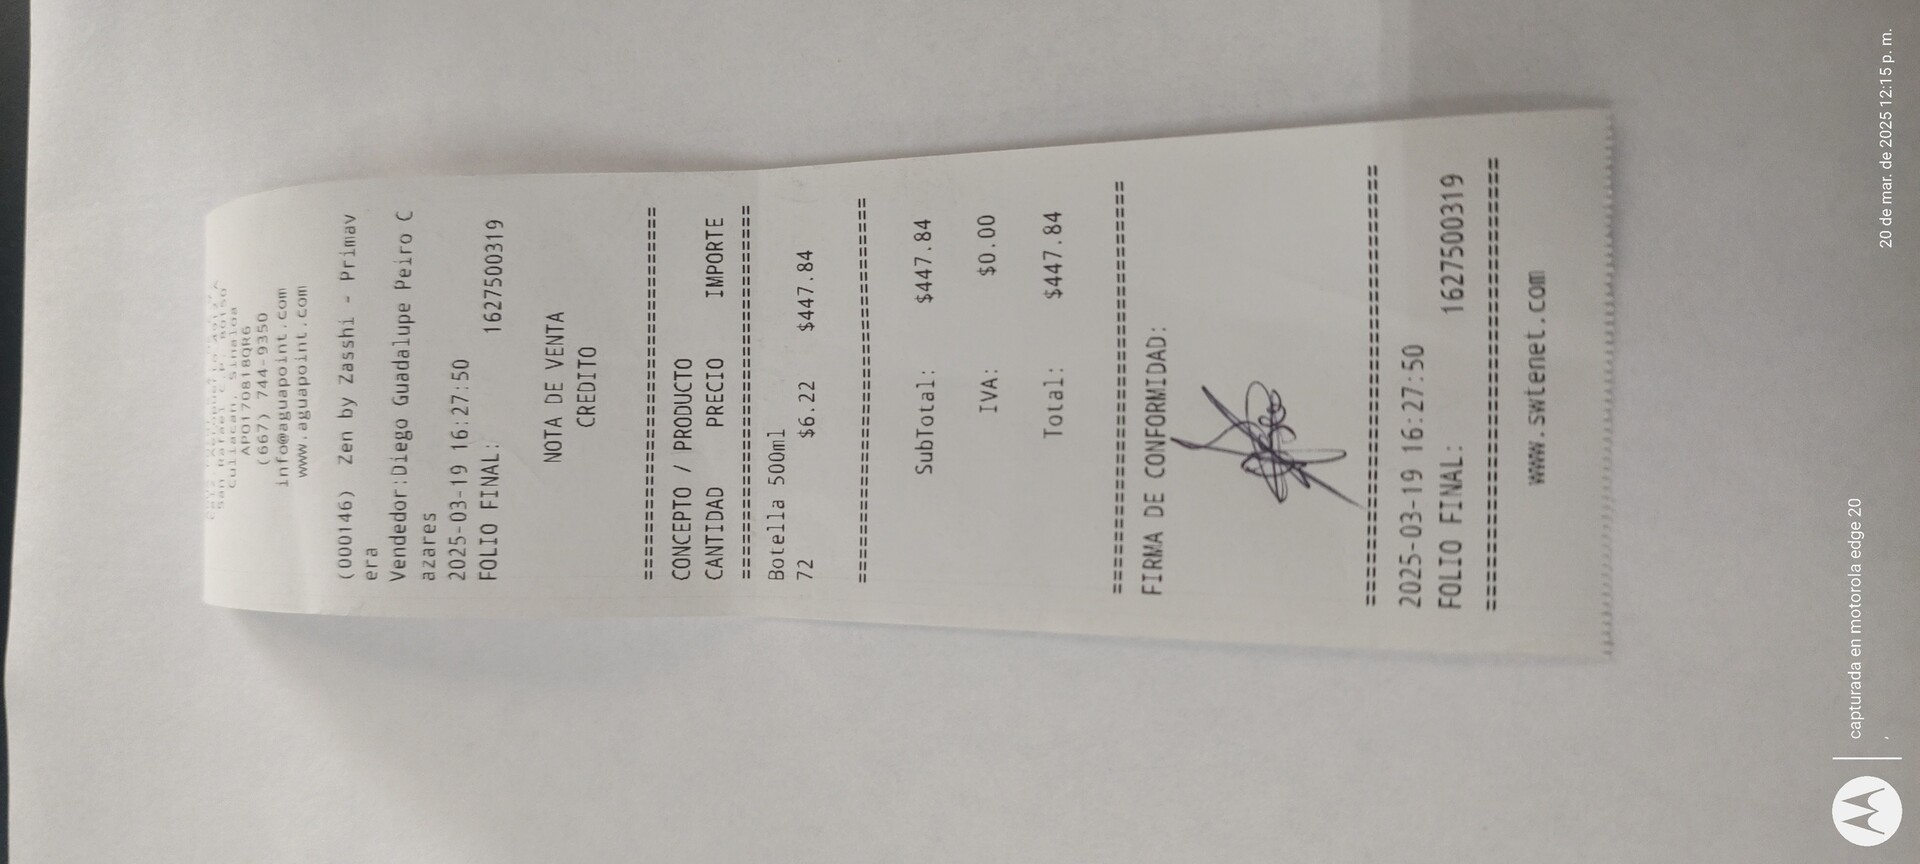 San Rafael C.P. 80150
Culiacan, Sinaloa
APO170818QR6
(667) 744-9350
info@aguapoint.com
www.aguapoint.com
(000146) Zen by Zasshi - Primav
era
Vendedor:Diego Guadalupe Peiro C
azares
2025-03-19 16:27:50
FOLIO FINAL: 1627500319
NOTA DE VENTA
CREDITO
================================
CONCEPTO / PRODUCTO
CANTIDAD PRECIO IMPORTE
================================
Botella 500ml
72 $6.22 $447.84
================================
SubTotal: $447.84
IVA: $0.00
Total: $447.84
================================
FIRMA DE CONFORMIDAD:
================================
2025-03-19 16:27:50
FOLIO FINAL: 1627500319
================================
www.swtenet.com
capturada en motorola edge 20
20 de mar. de 2025 12:15 p. m.